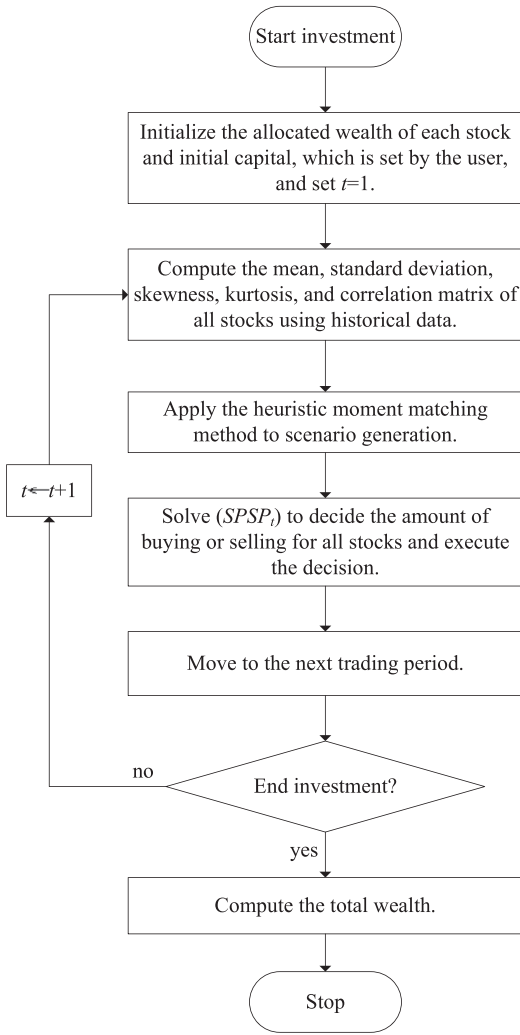 Start investment
Initialize the allocated wealth of each stock
and initial capital, which is set by the user,
and set t=1.
Compute the mean, standard deviation,
skewness, kurtosis, and correlation matrix of
all stocks using historical data.
Apply the heuristic moment matching
method to scenario generation.
t←t+1
Solve (SPSPₜ) to decide the amount of
buying or selling for all stocks and execute
the decision.
Move to the next trading period.
no
End investment?
yes
Compute the total wealth.
Stop